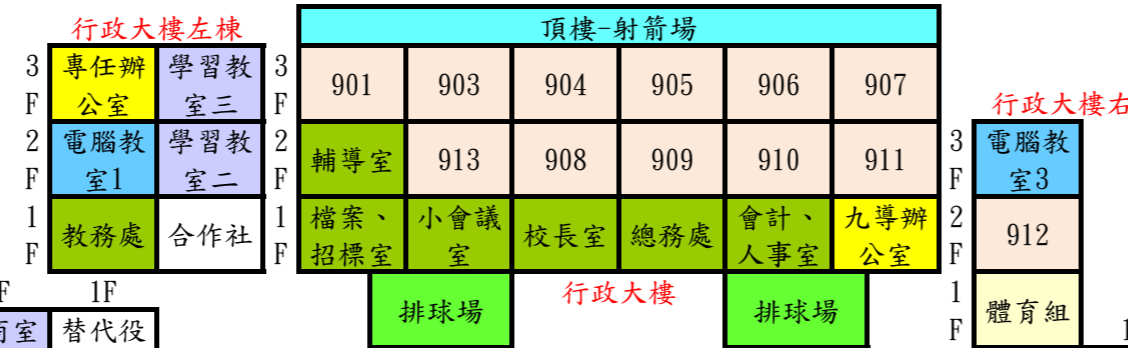 行政大樓左棟
頂樓-射箭場
3F
專任辦公室
學習教室三
3F
901
903
904
905
906
907
行政大樓右
2F
電腦教室1
學習教室二
2F
輔導室
913
908
909
910
911
3F
電腦教室3
1F
教務處
合作社
1F
檔案、招標室
小會議室
校長室
總務處
會計、人事室
九導辦公室
2F
912
F
1F
排球場
行政大樓
排球場
1F
體育組
室
替代役